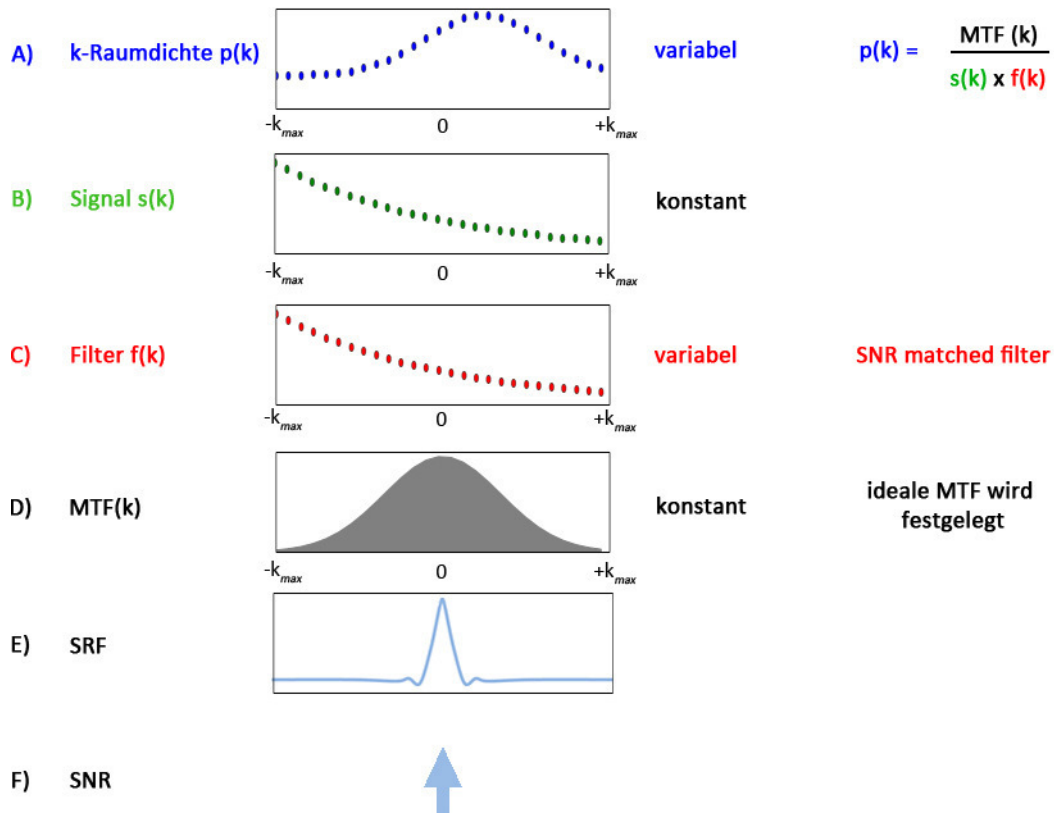 A) k-Raumdichte p(k) variabel p(k) = MTF (k)
s(k) x f(k)
-kmax 0 +kmax
B) Signal s(k) konstant
-kmax 0 +kmax
C) Filter f(k) variabel SNR matched filter
-kmax 0 +kmax
D) MTF(k) konstant ideale MTF wird
festgelegt
-kmax 0 +kmax
E) SRF
F) SNR